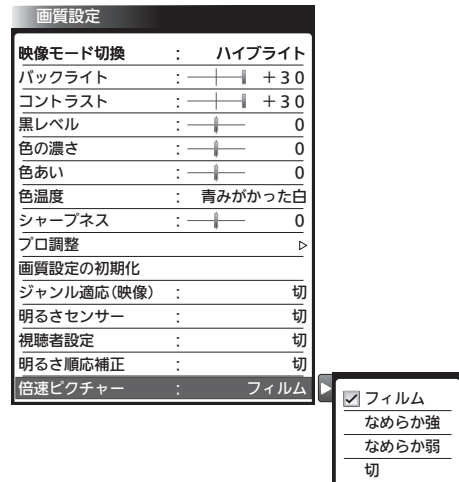 画質設定
映像モード切換 : ハイブライト
バックライト : +30
コントラスト : +30
黒レベル : 0
色の濃さ : 0
色あい : 0
色温度 : 青みがかった白
シャープネス : 0
プロ調整
画質設定の初期化
ジャンル適応(映像) : 切
明るさセンサー : 切
視聴者設定 : 切
明るさ順応補正 : 切
倍速ピクチャー : フィルム
フィルム
なめらか強
なめらか弱
切